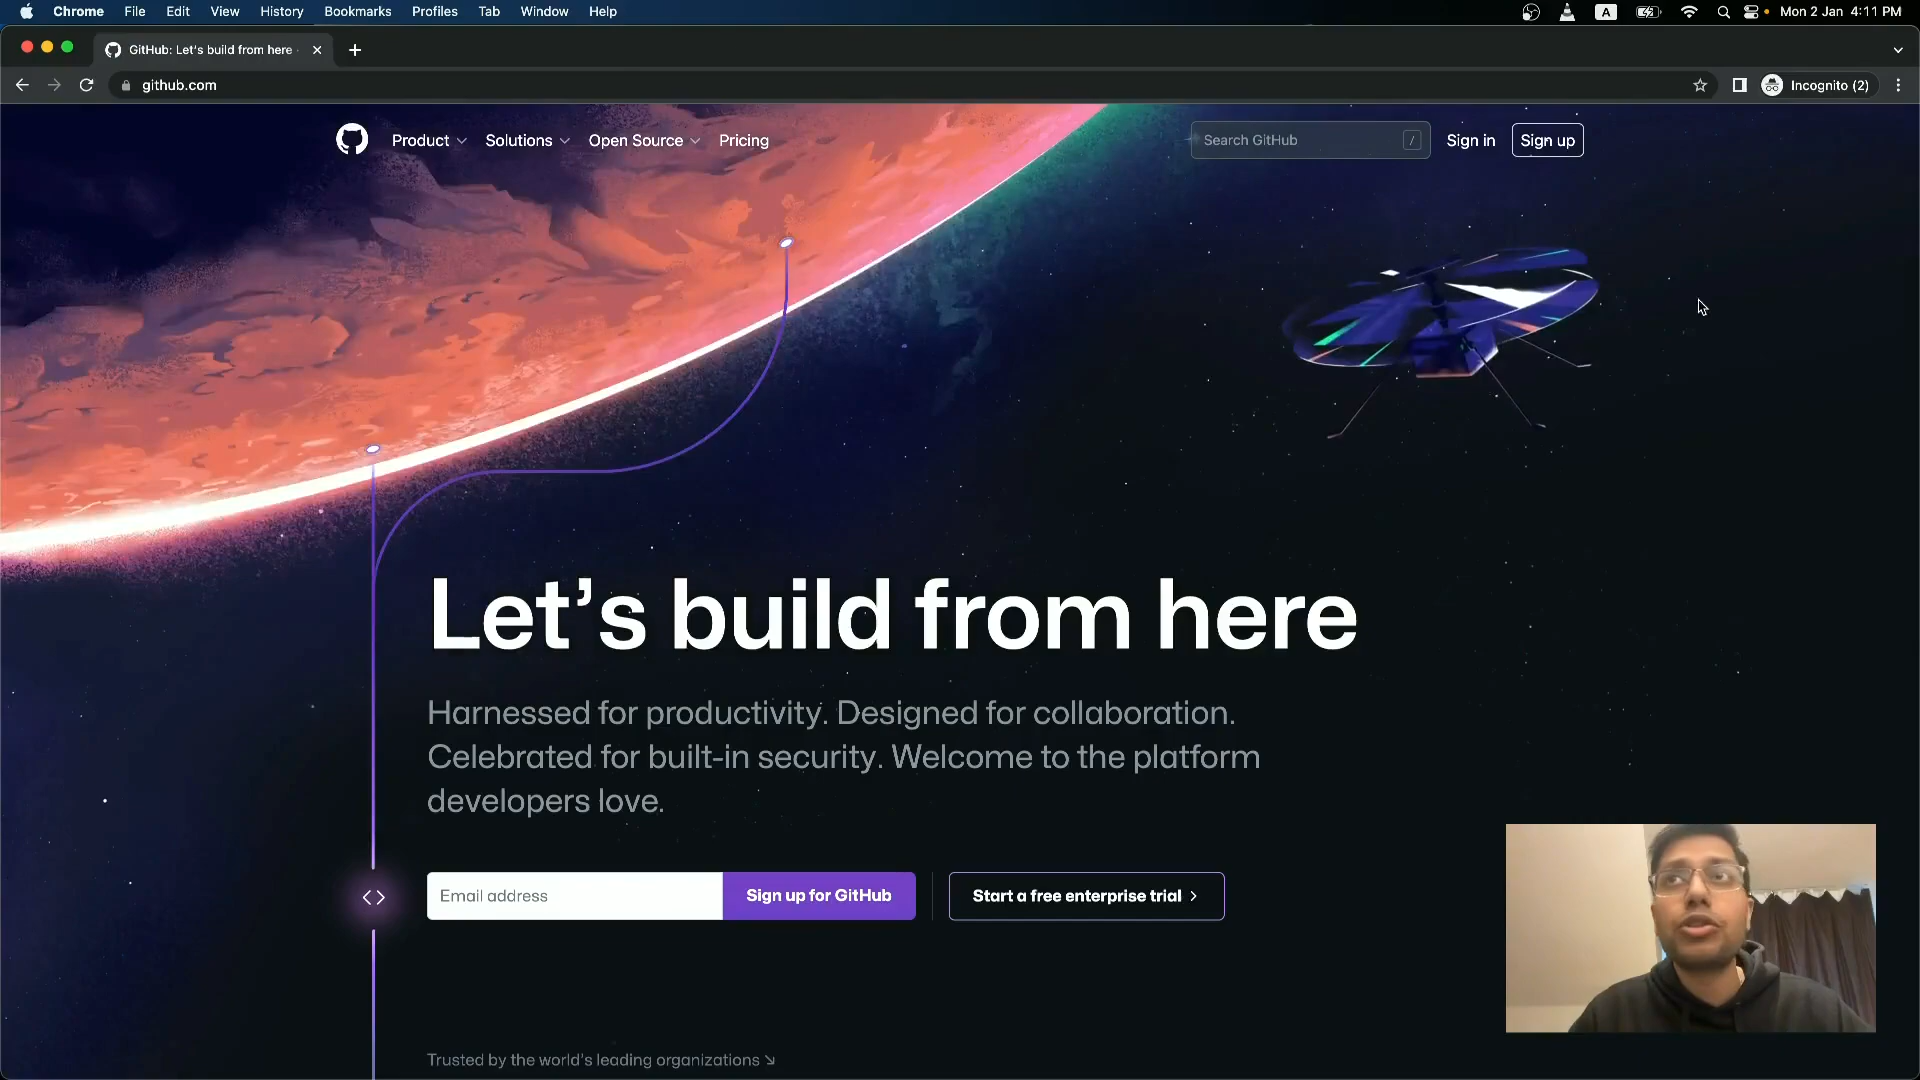 Chrome File Edit View History Bookmarks Profiles Tab Window Help A Mon 2 Jan 4:11 PM
GitHub: Let's build from here ·
github.com Incognito (2)
Product Solutions Open Source Pricing Search GitHub / Sign in Sign up
Let’s build from here
Harnessed for productivity. Designed for collaboration.
Celebrated for built-in security. Welcome to the platform
developers love.
Email address Sign up for GitHub Start a free enterprise trial
Trusted by the world’s leading organizations ↘